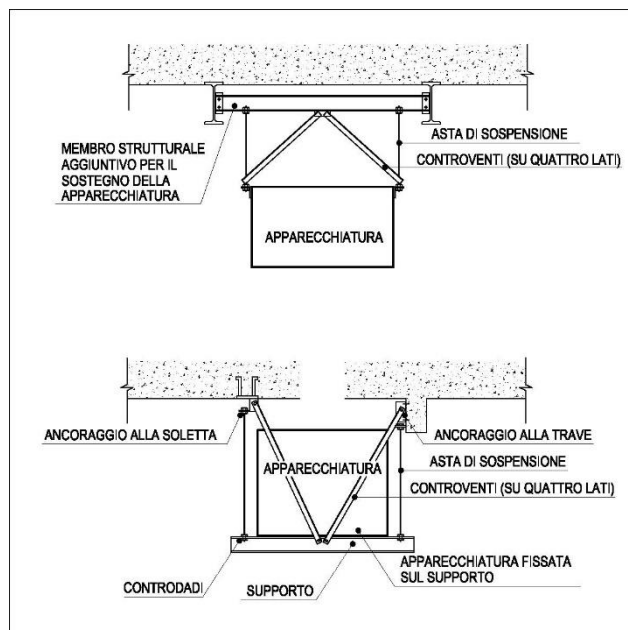 MEMBRO STRUTTURALE
AGGIUNTIVO PER IL
SOSTEGNO DELLA
APPARECCHIATURA
ASTA DI SOSPENSIONE
CONTROVENTI (SU QUATTRO LATI)
APPARECCHIATURA
ANCORAGGIO ALLA SOLETTA
ANCORAGGIO ALLA TRAVE
APPARECCHIATURA
ASTA DI SOSPENSIONE
CONTROVENTI (SU QUATTRO LATI)
APPARECCHIATURA FISSATA
SUL SUPPORTO
CONTRODADI
SUPPORTO